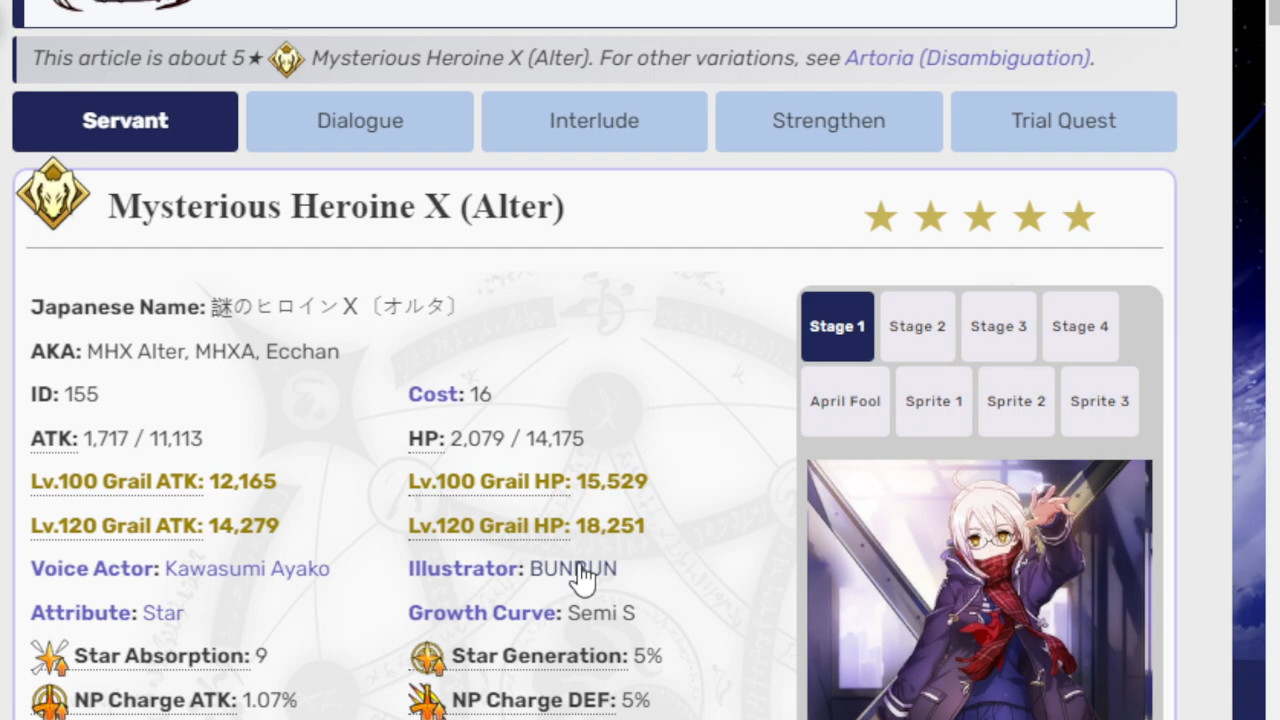 This article is about 5★ Mysterious Heroine X (Alter). For other variations, see Artoria (Disambiguation).
Servant Dialogue Interlude Strengthen Trial Quest
Mysterious Heroine X (Alter)
Japanese Name: 謎のヒロインX〔オルタ〕
AKA: MHX Alter, MHXA, Ecchan
ID: 155 Cost: 16
ATK: 1,717 / 11,113 HP: 2,079 / 14,175
Lv.100 Grail ATK: 12,165 Lv.100 Grail HP: 15,529
Lv.120 Grail ATK: 14,279 Lv.120 Grail HP: 18,251
Voice Actor: Kawasumi Ayako Illustrator: BUNBUN
Attribute: Star Growth Curve: Semi S
Star Absorption: 9 Star Generation: 5%
NP Charge ATK: 1.07% NP Charge DEF: 5%
Stage 1 Stage 2 Stage 3 Stage 4
April Fool Sprite 1 Sprite 2 Sprite 3